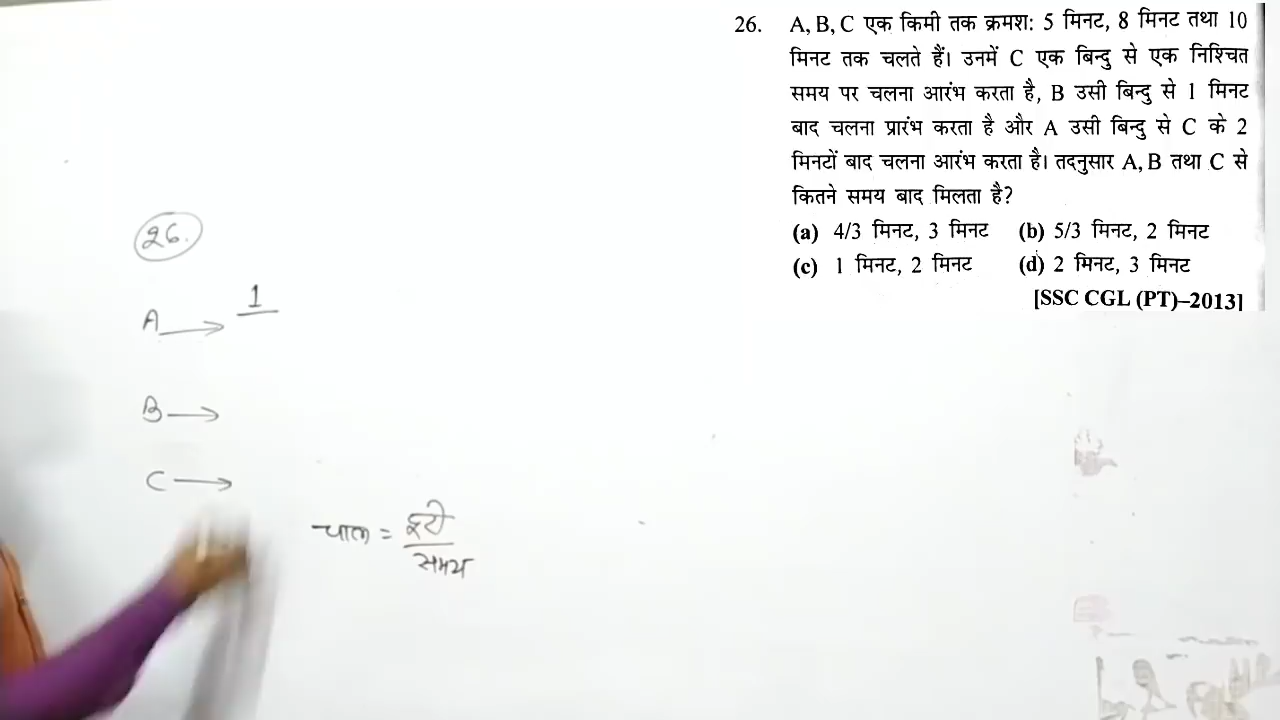 26. A, B, C एक किमी तक क्रमश: 5 मिनट, 8 मिनट तथा 10
मिनट तक चलते हैं। उनमें C एक बिन्दु से एक निश्चित
समय पर चलना आरंभ करता है, B उसी बिन्दु से 1 मिनट
बाद चलना प्रारंभ करता है और A उसी बिन्दु से C के 2
मिनटों बाद चलना आरंभ करता है। तदनुसार A, B तथा C से
कितने समय बाद मिलता है?
(a) 4/3 मिनट, 3 मिनट (b) 5/3 मिनट, 2 मिनट
(c) 1 मिनट, 2 मिनट (d) 2 मिनट, 3 मिनट
[SSC CGL (PT)–2013]
26.
A → 1
B →
C →
चाल = दूरी
समय